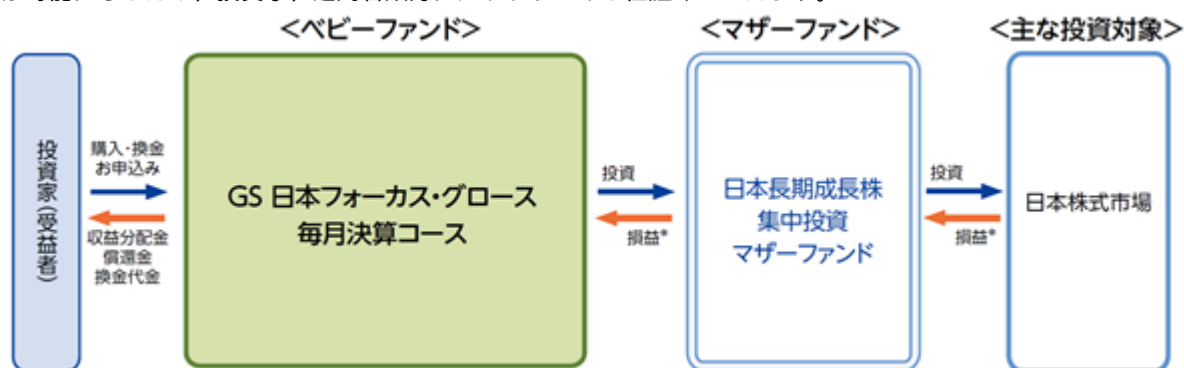 <ベビーファンド>
<マザーファンド>
<主な投資対象>
投資家(受益者)
購入・換金
お申込み
収益分配金
償還金
換金代金
GS 日本フォーカス・グロース
毎月決算コース
投資
損益*
日本長期成長株
集中投資
マザーファンド
投資
損益*
日本株式市場